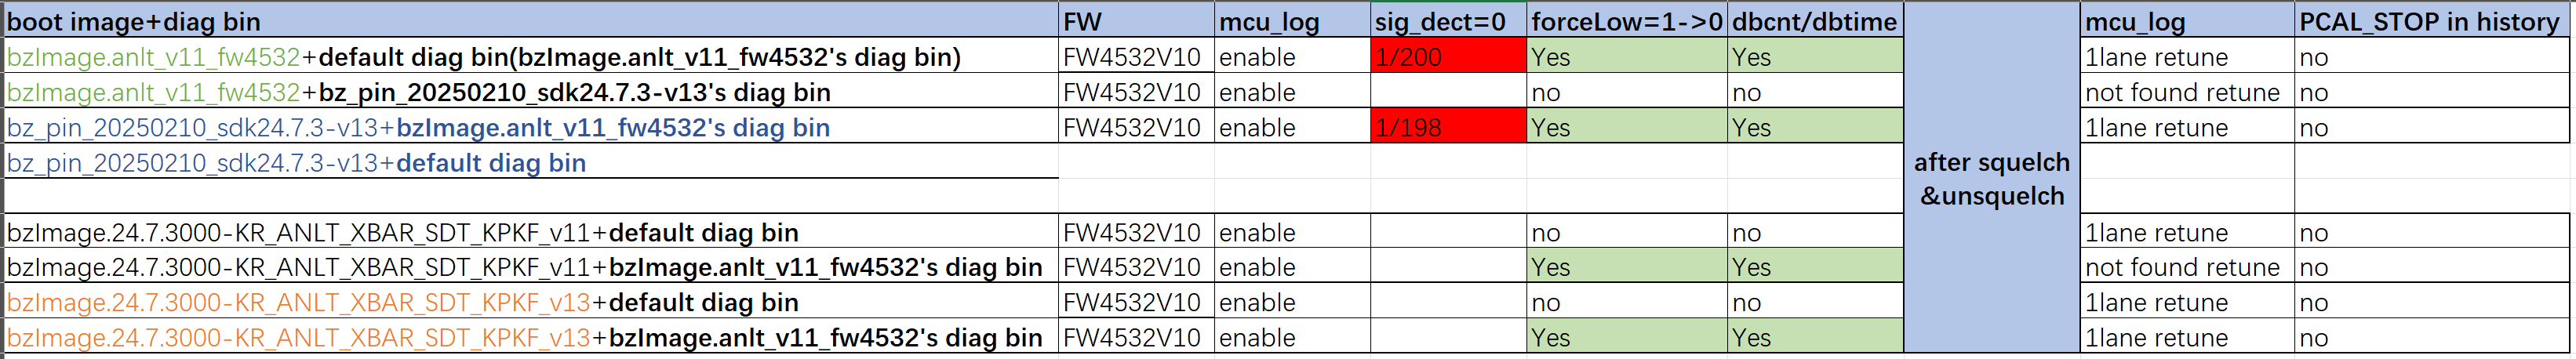 boot image+diag bin FW mcu_log sig_dect=0 forceLow=1->0 dbcnt/dbtime mcu_log PCAL_STOP in history
bzImage.anlt_v11_fw4532+default diag bin(bzImage.anlt_v11_fw4532's diag bin) FW4532V10 enable 1/200 Yes Yes 1lane retune no
bzImage.anlt_v11_fw4532+bz_pin_20250210_sdk24.7.3-v13's diag bin FW4532V10 enable no no not found retune no
bz_pin_20250210_sdk24.7.3-v13+bzImage.anlt_v11_fw4532's diag bin FW4532V10 enable 1/198 Yes Yes 1lane retune no
bz_pin_20250210_sdk24.7.3-v13+default diag bin
after squelch
&unsquelch
bzImage.24.7.3000-KR_ANLT_XBAR_SDT_KPKF_v11+default diag bin FW4532V10 enable no no 1lane retune no
bzImage.24.7.3000-KR_ANLT_XBAR_SDT_KPKF_v11+bzImage.anlt_v11_fw4532's diag bin FW4532V10 enable Yes Yes not found retune no
bzImage.24.7.3000-KR_ANLT_XBAR_SDT_KPKF_v13+default diag bin FW4532V10 enable no no 1lane retune no
bzImage.24.7.3000-KR_ANLT_XBAR_SDT_KPKF_v13+bzImage.anlt_v11_fw4532's diag bin FW4532V10 enable Yes Yes 1lane retune no